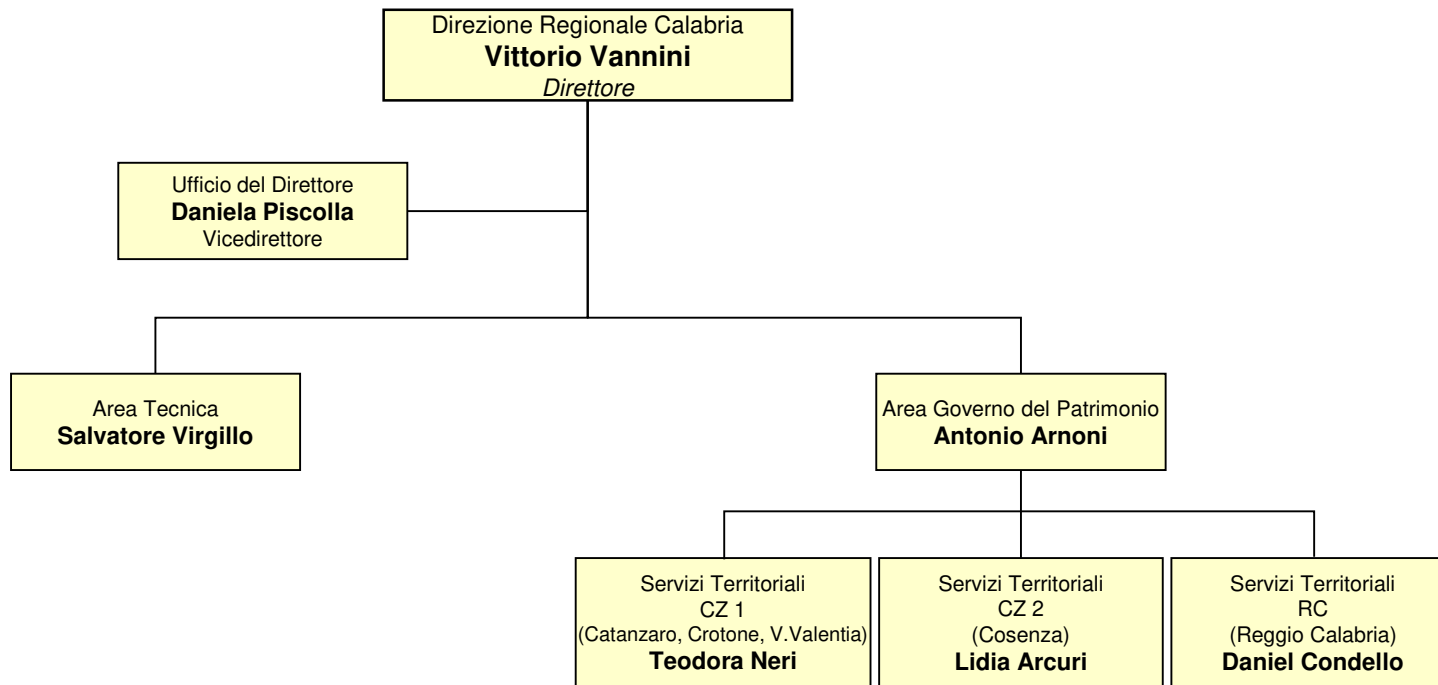 Direzione Regionale Calabria
Vittorio Vannini
Direttore
Ufficio del Direttore
Daniela Piscolla
Vicedirettore
Area Tecnica
Salvatore Virgillo
Area Governo del Patrimonio
Antonio Arnoni
Servizi Territoriali
CZ 1
(Catanzaro, Crotone, V.Valentia)
Teodora Neri
Servizi Territoriali
CZ 2
(Cosenza)
Lidia Arcuri
Servizi Territoriali
RC
(Reggio Calabria)
Daniel Condello